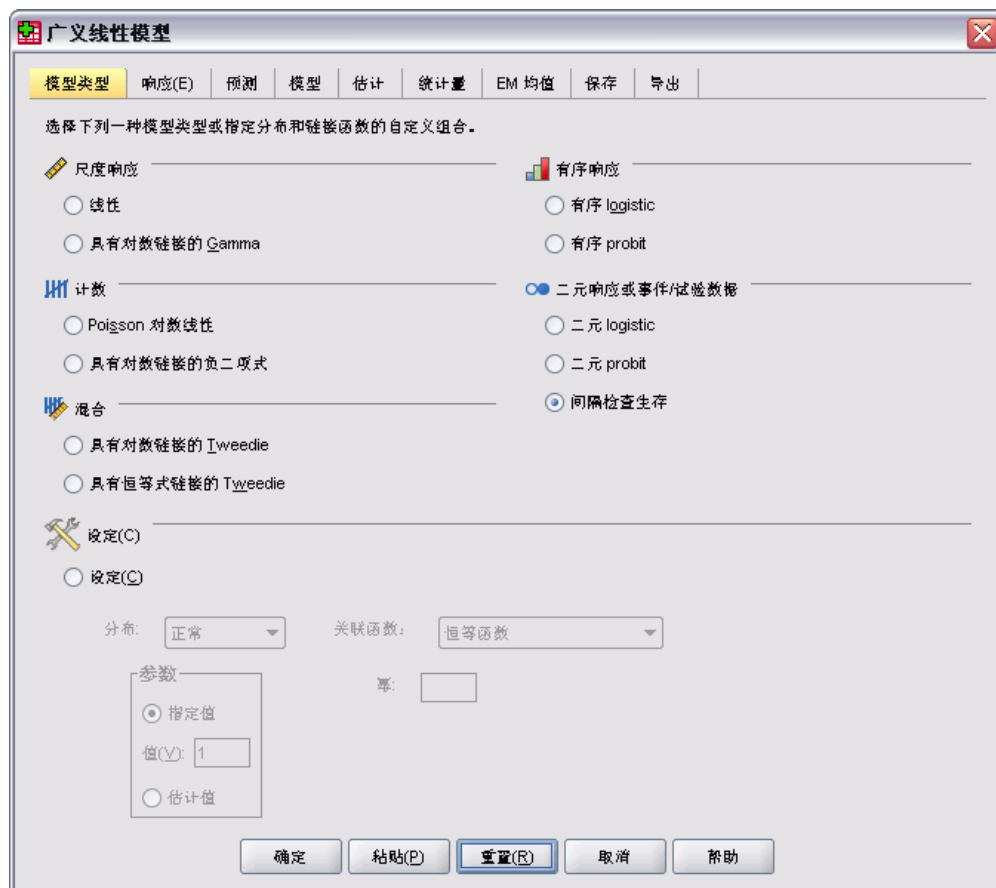 广义线性模型
模型类型 响应(E) 预测 模型 估计 统计量 EM 均值 保存 导出
选择下列一种模型类型或指定分布和链接函数的自定义组合。
尺度响应
线性
具有对数链接的 Gamma
计数
Poisson 对数线性
具有对数链接的负二项式
混合
具有对数链接的 Tweedie
具有恒等式链接的 Tweedie
有序响应
有序 logistic
有序 probit
二元响应或事件/试验数据
二元 logistic
二元 probit
间隔检查生存
设定(C)
设定(C)
分布: 正常 关联函数: 恒等函数
参数
幂:
指定值
值(V): 1
估计值
确定 粘贴(P) 重置(R) 取消 帮助